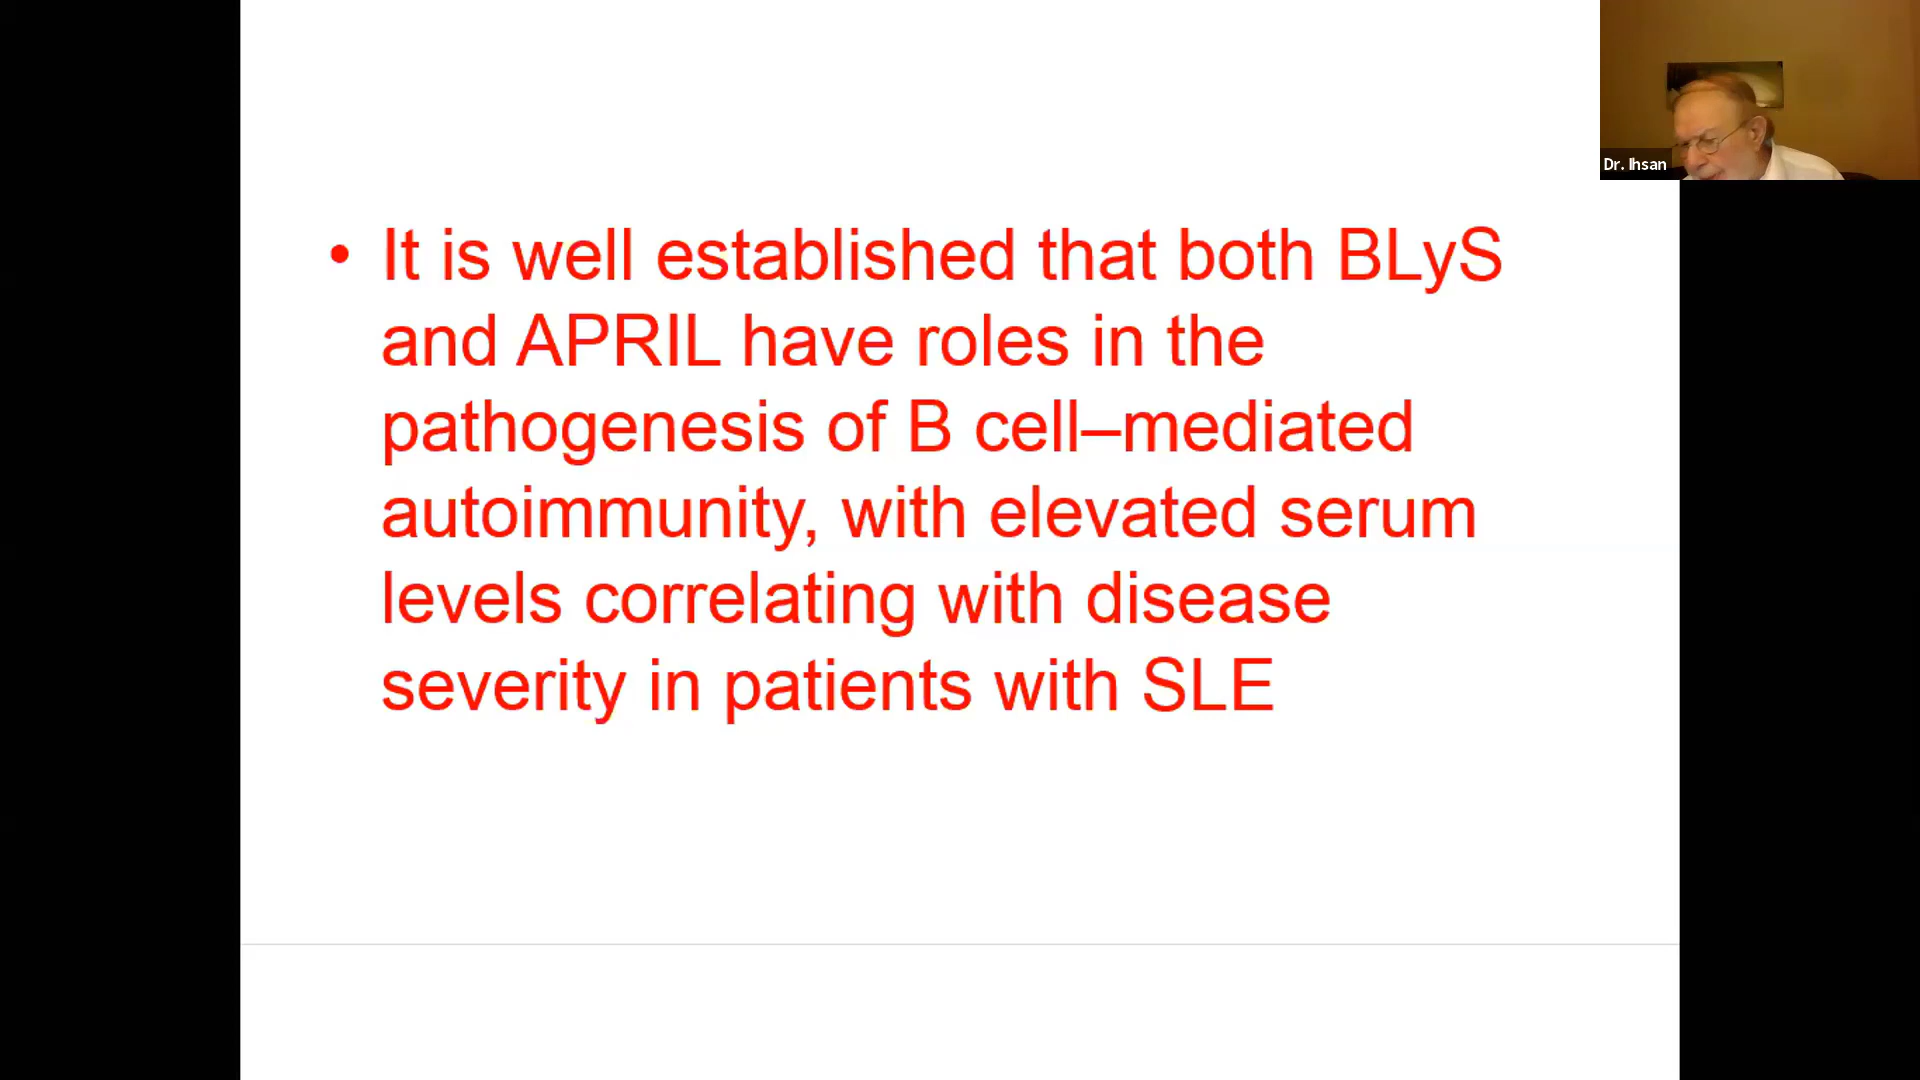 • It is well established that both BLyS
and APRIL have roles in the
pathogenesis of B cell–mediated
autoimmunity, with elevated serum
levels correlating with disease
severity in patients with SLE
Dr. Ihsan